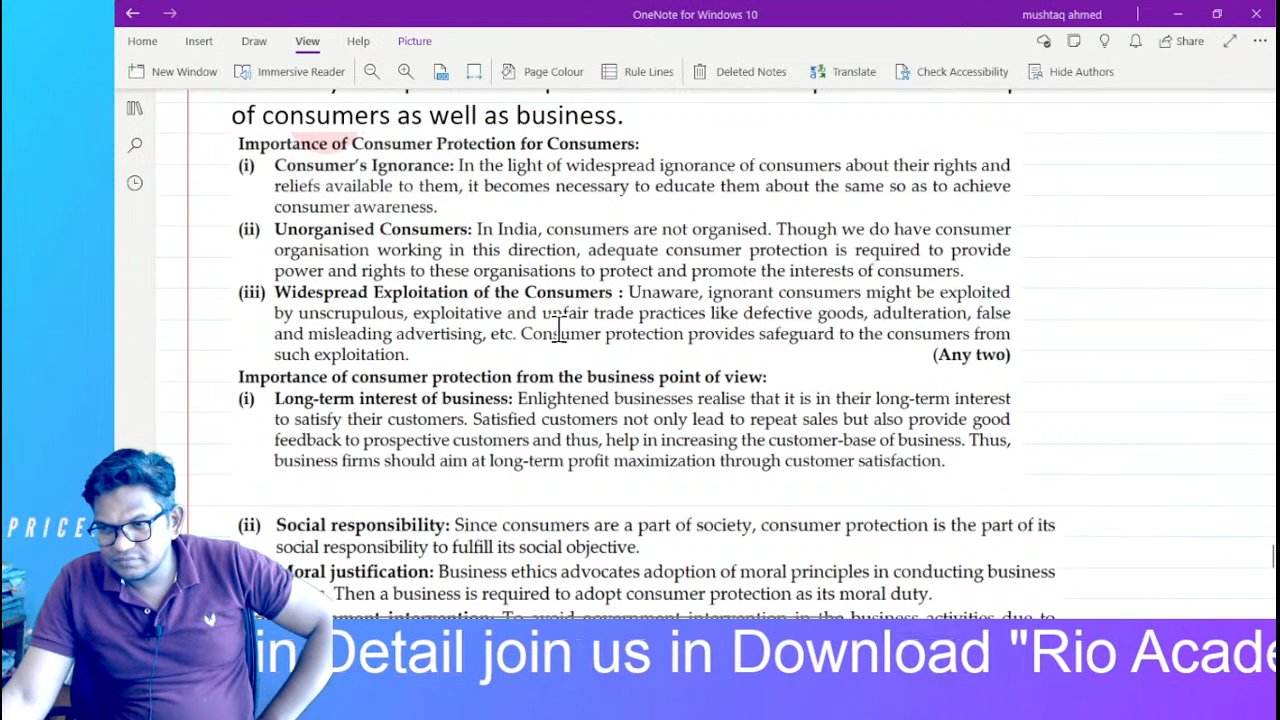 OneNote for Windows 10
mushtaq ahmed
Home Insert Draw View Help Picture
Share
New Window Immersive Reader Page Colour Rule Lines Deleted Notes Translate Check Accessibility Hide Authors
of consumers as well as business.
Importance of Consumer Protection for Consumers:
(i) Consumer's Ignorance: In the light of widespread ignorance of consumers about their rights and
reliefs available to them, it becomes necessary to educate them about the same so as to achieve
consumer awareness.
(ii) Unorganised Consumers: In India, consumers are not organised. Though we do have consumer
organisation working in this direction, adequate consumer protection is required to provide
power and rights to these organisations to protect and promote the interests of consumers.
(iii) Widespread Exploitation of the Consumers : Unaware, ignorant consumers might be exploited
by unscrupulous, exploitative and unfair trade practices like defective goods, adulteration, false
and misleading advertising, etc. Consumer protection provides safeguard to the consumers from
such exploitation. (Any two)
Importance of consumer protection from the business point of view:
(i) Long-term interest of business: Enlightened businesses realise that it is in their long-term interest
to satisfy their customers. Satisfied customers not only lead to repeat sales but also provide good
feedback to prospective customers and thus, help in increasing the customer-base of business. Thus,
business firms should aim at long-term profit maximization through customer satisfaction.
(ii) Social responsibility: Since consumers are a part of society, consumer protection is the part of its
social responsibility to fulfill its social objective.
Moral justification: Business ethics advocates adoption of moral principles in conducting business
Then a business is required to adopt consumer protection as its moral duty.
intervention: To avoid government intervention in the business activities due to
PRICE
in Detail join us in Download "Rio Acade